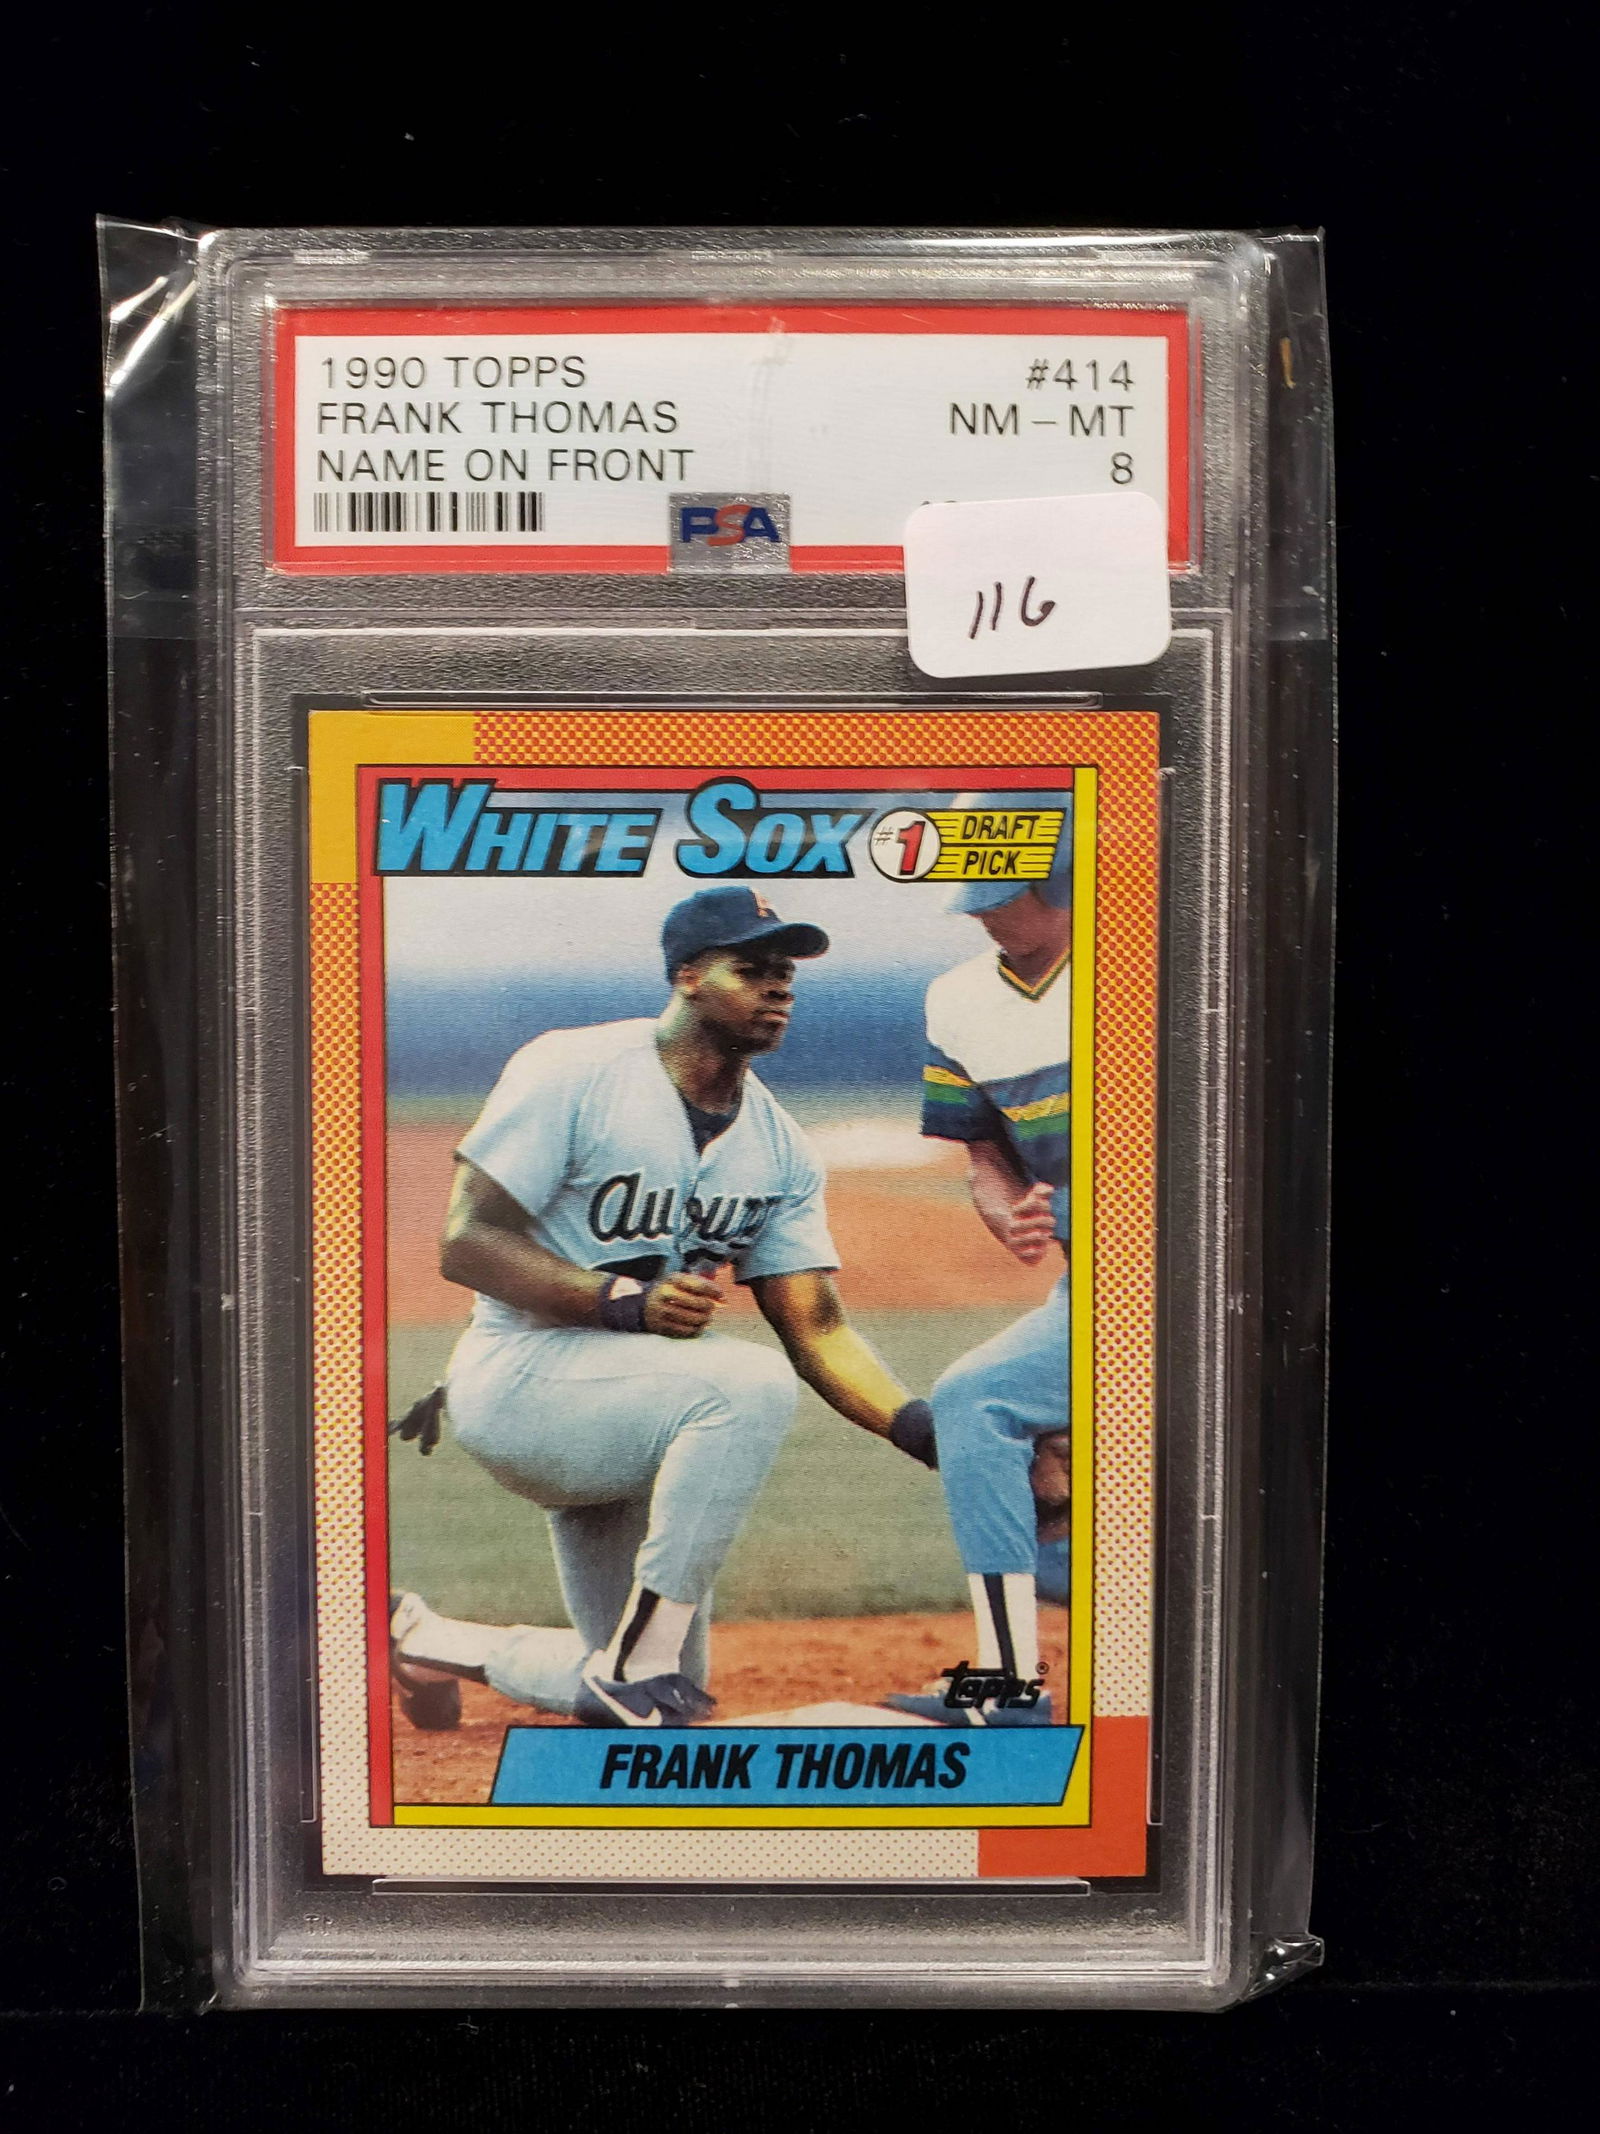 1990 TOPPS #414
FRANK THOMAS NM - MT
NAME ON FRONT 8
PSA
116
WHITE SOX #1 DRAFT
PICK
Auburn
topps®
FRANK THOMAS